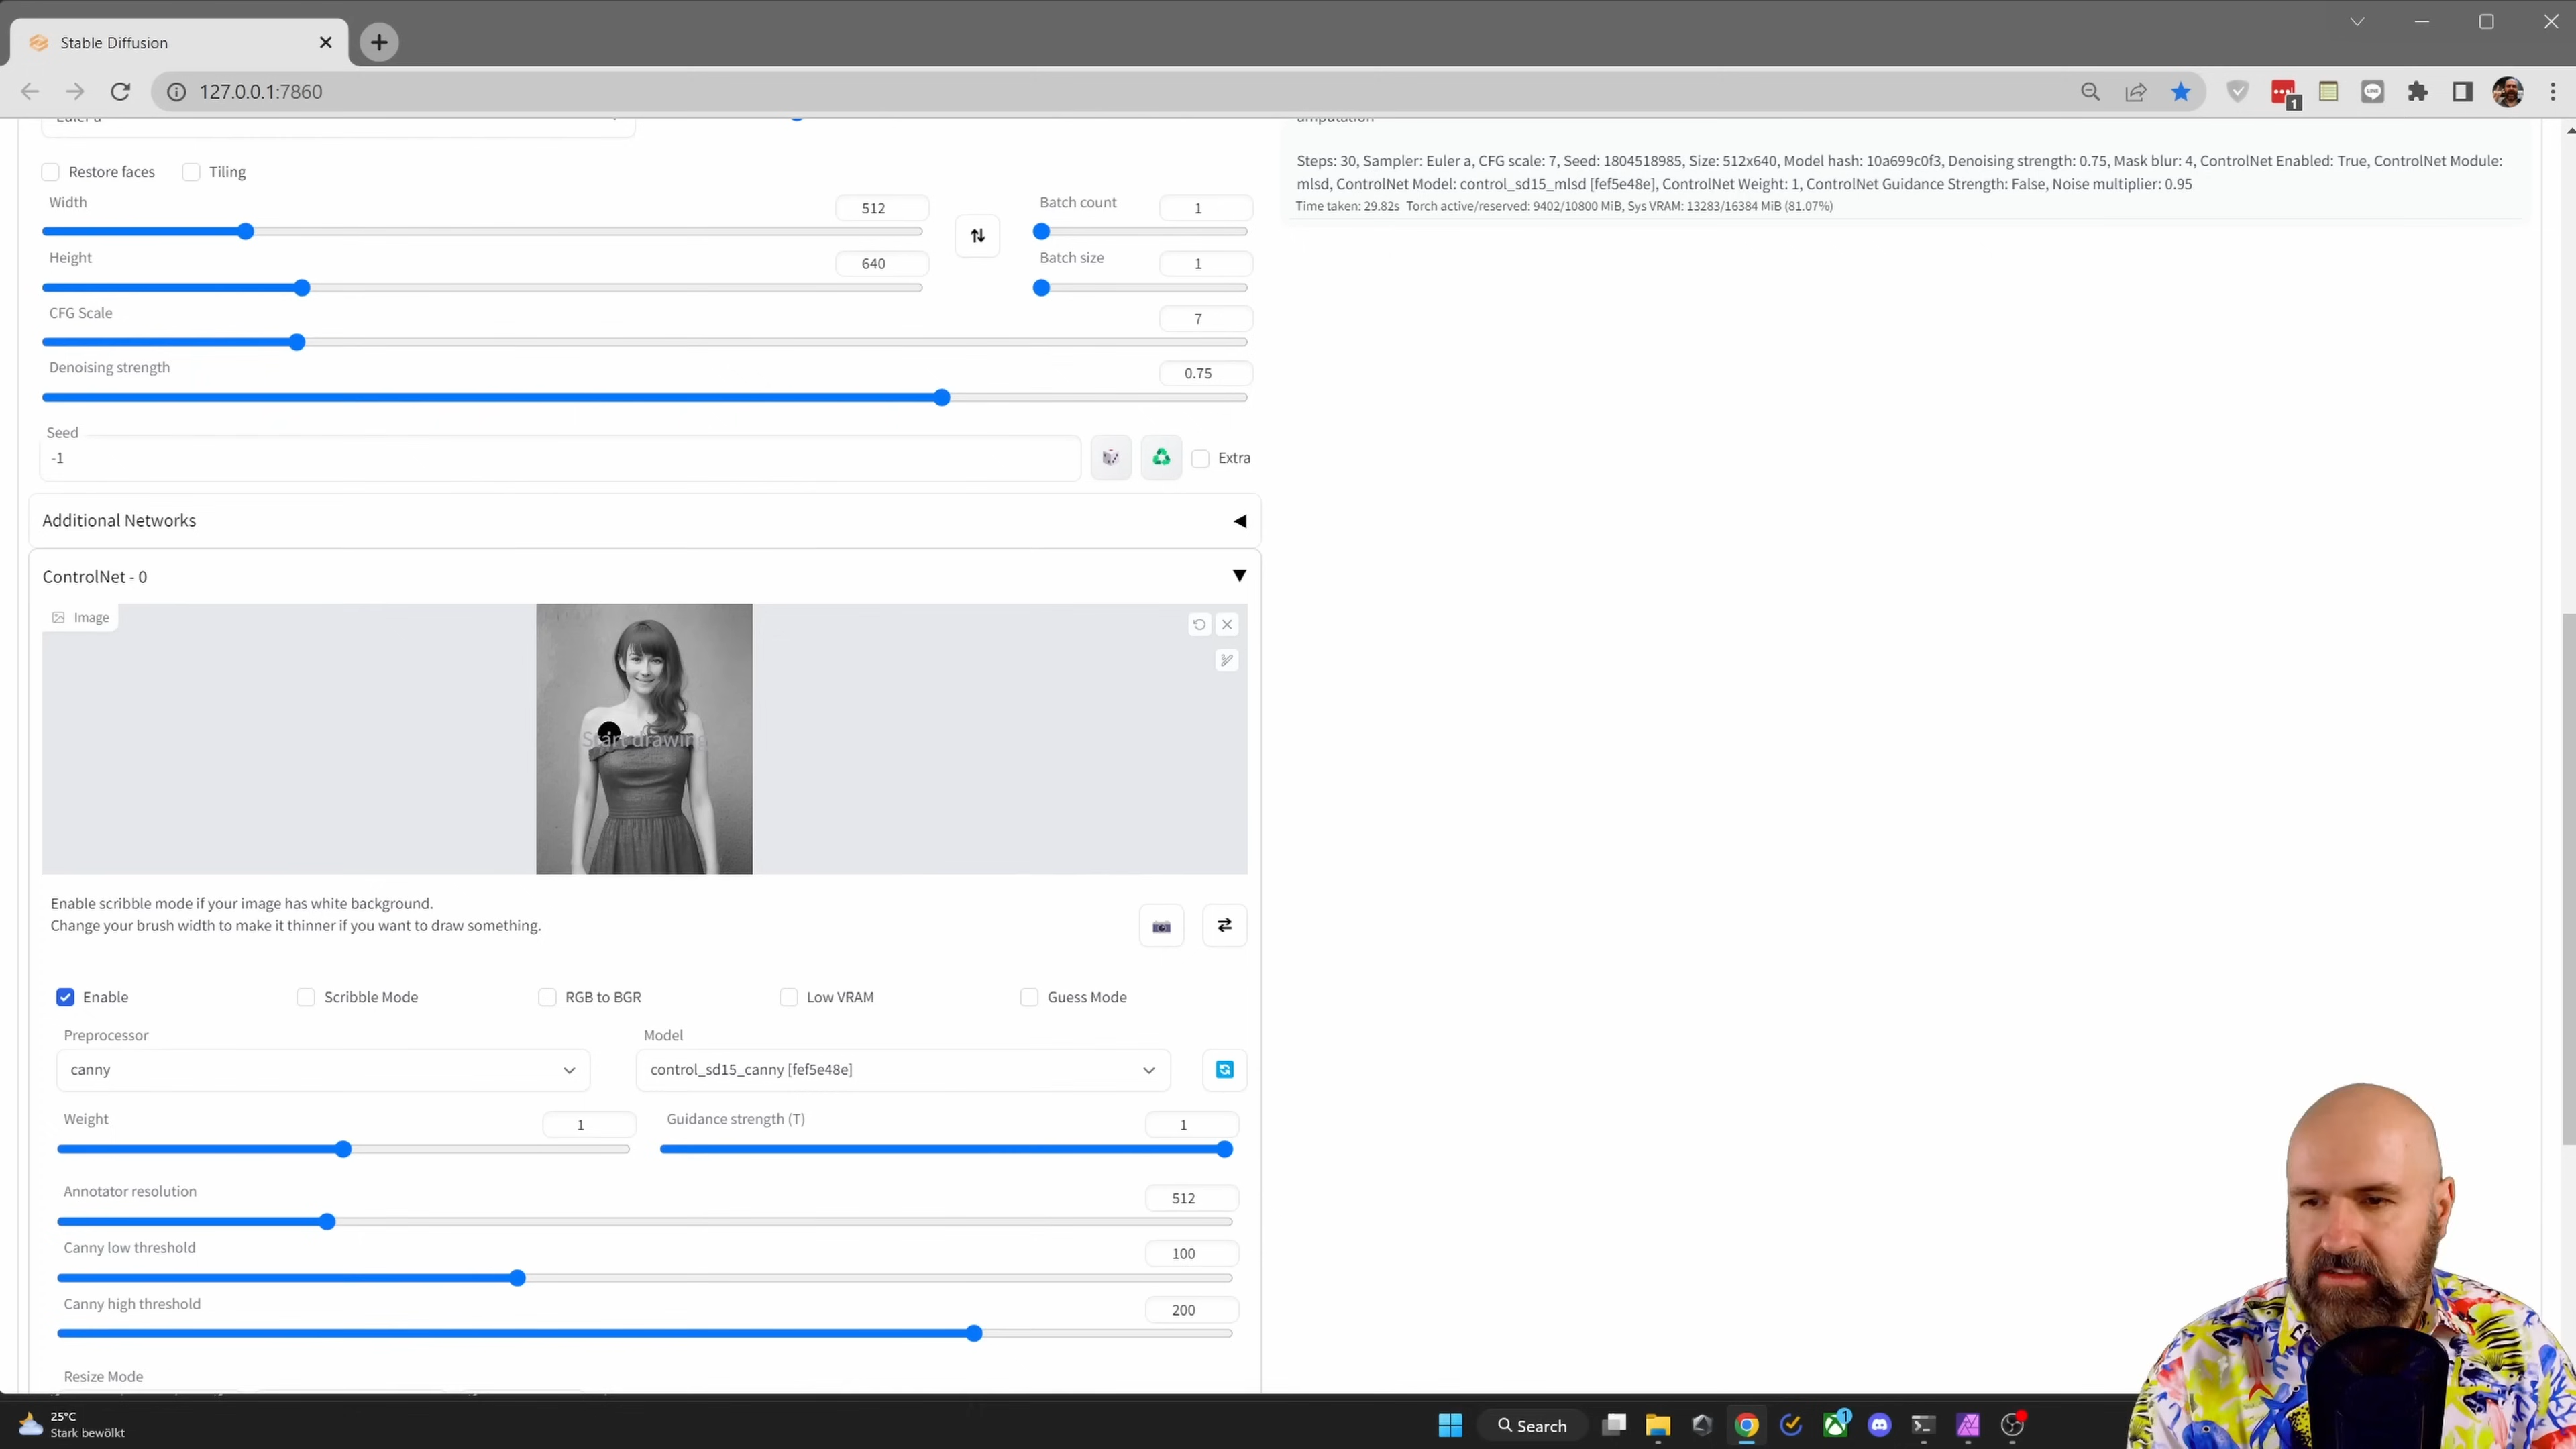 Stable Diffusion
127.0.0.1:7860
Euler a
amputation
Restore faces
Tiling
Steps: 30, Sampler: Euler a, CFG scale: 7, Seed: 1804518985, Size: 512x640, Model hash: 10a699c0f3, Denoising strength: 0.75, Mask blur: 4, ControlNet Enabled: True, ControlNet Module:
mlsd, ControlNet Model: control_sd15_mlsd [fef5e48e], ControlNet Weight: 1, ControlNet Guidance Strength: False, Noise multiplier: 0.95
Time taken: 29.82s Torch active/reserved: 9402/10800 MiB, Sys VRAM: 13283/16384 MiB (81.07%)
Width
512
Batch count
1
Height
640
Batch size
1
CFG Scale
7
Denoising strength
0.75
Seed
-1
Extra
Additional Networks
ControlNet - 0
Image
Start drawing
Enable scribble mode if your image has white background.
Change your brush width to make it thinner if you want to draw something.
Enable
Scribble Mode
RGB to BGR
Low VRAM
Guess Mode
Preprocessor
Model
canny
control_sd15_canny [fef5e48e]
Weight
1
Guidance strength (T)
1
Annotator resolution
512
Canny low threshold
100
Canny high threshold
200
Resize Mode
25°C
Stark bewölkt
Search
1